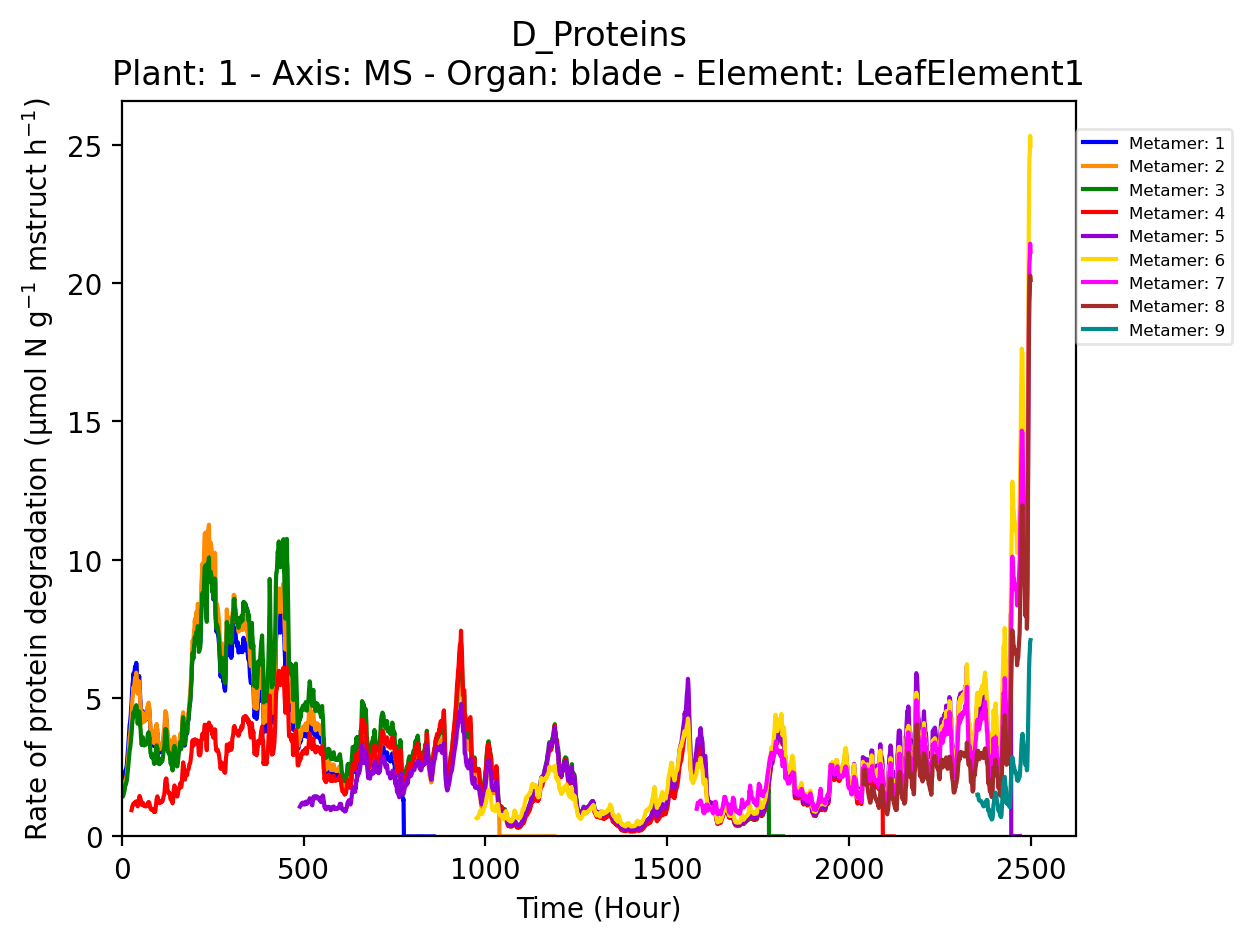 D_Proteins
Plant: 1 - Axis: MS - Organ: blade - Element: LeafElement1
Rate of protein degradation (µmol N g⁻¹ mstruct h⁻¹)
25
20
15
10
5
0
0 500 1000 1500 2000 2500
Time (Hour)
Metamer: 1
Metamer: 2
Metamer: 3
Metamer: 4
Metamer: 5
Metamer: 6
Metamer: 7
Metamer: 8
Metamer: 9